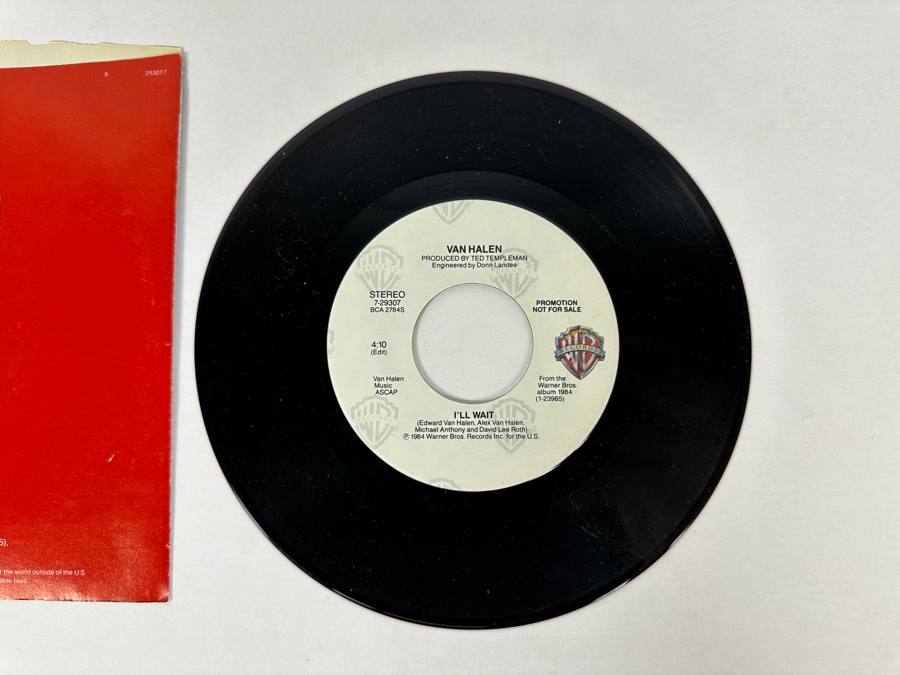 9 29307-7
5).
r the world outside of the U.S.
able laws.
VAN HALEN
PRODUCED BY TED TEMPLEMAN
Engineered by Donn Landee
STEREO
7-29307
BCA 2784S
PROMOTION
NOT FOR SALE
4:10
(Edit)
RECORDS
Van Halen
Music
ASCAP
From the
Warner Bros.
album 1984
(1-23985)
I'LL WAIT
(Edward Van Halen, Alex Van Halen,
Michael Anthony and David Lee Roth)
℗ 1984 Warner Bros. Records Inc. for the U.S.